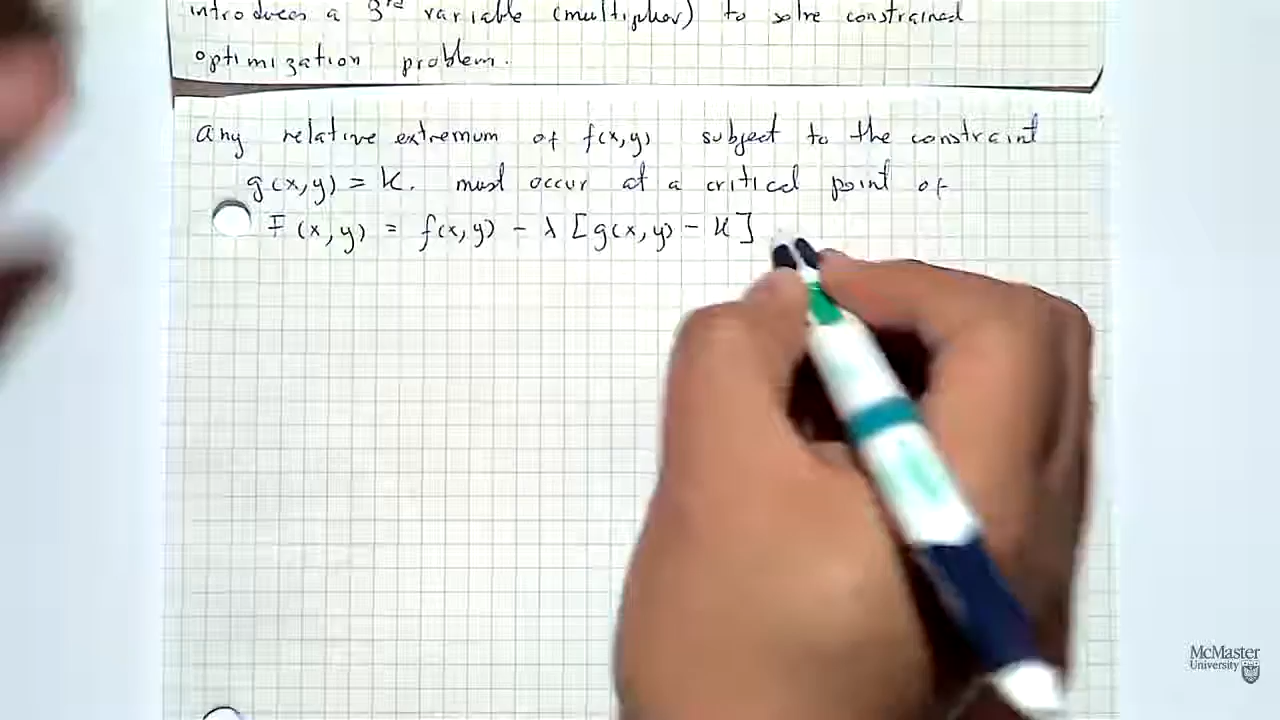 introduces a 3rd variable (multiplier) to solve constrained
optimization problem.
any relative extremum of f(x,y) subject to the constraint
g(x,y) = K. must occur at a critical point of
F(x,y) = f(x,y) - λ [g(x,y) - K]
McMaster
University